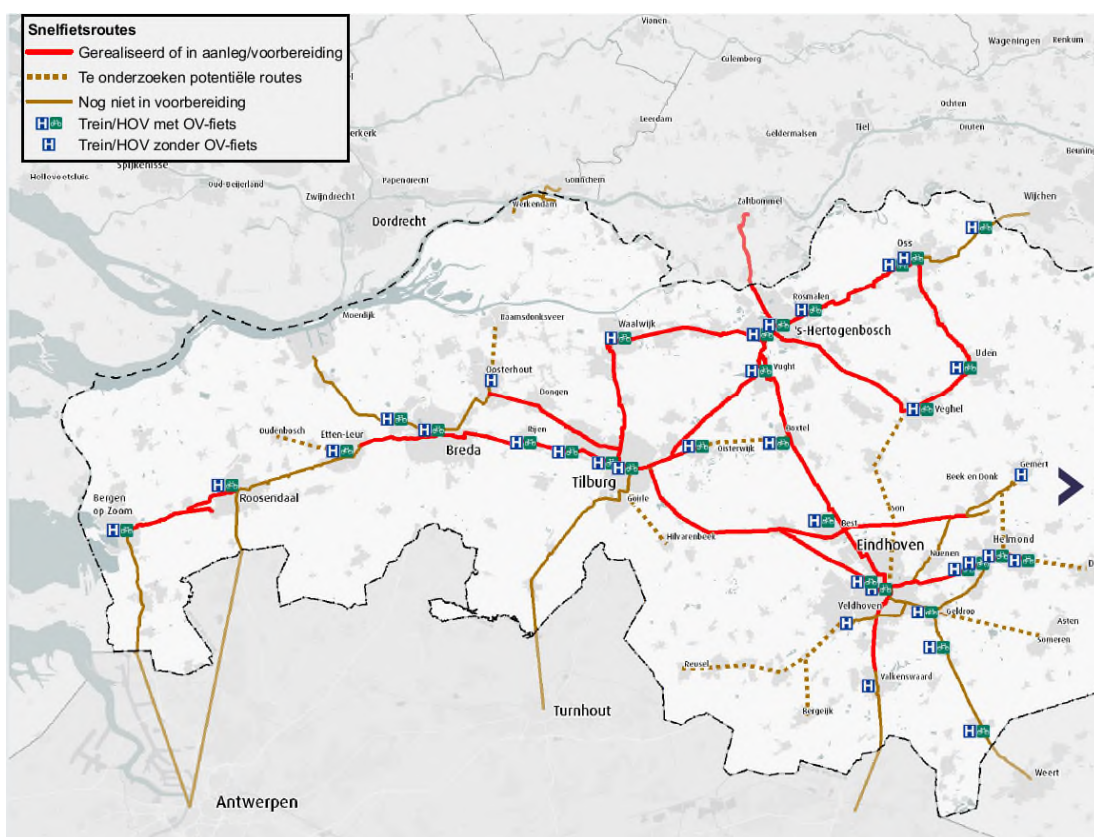 Snelfietsroutes
Gerealiseerd of in aanleg/voorbereiding
Te onderzoeken potentiële routes
Nog niet in voorbereiding
H Trein/HOV met OV-fiets
H Trein/HOV zonder OV-fiets
Vianen
Culemborg
Wageningen
Renkum
Leerdam
Geldermalsen
Tiel
Ochten
Druten
Beuning
Spijkenisse
Hellevoetsluis
Oud-Beijerland
Zwijndrecht
Papendrecht
Gorinchem
Werkendam
Dordrecht
Zaltbommel
Wijchen
Oss
Moerdijk
Raamsdonksveer
Waalwijk
Rosmalen
's-Hertogenbosch
Uden
Vught
Veghel
Oosterhout
Dongen
Oudenbosch
Etten-Leur
Breda
Rijen
Tilburg
Oisterwijk
Boxtel
Bergen
op Zoom
Roosendaal
Goirle
Hilvarenbeek
Beek en Donk
Gemert
Son
Best
Eindhoven
Nuenen
Helmond
D
Veldhoven
Geldrop
Asten
Someren
Reusel
Bergeijk
Valkenswaard
Turnhout
Weert
Antwerpen